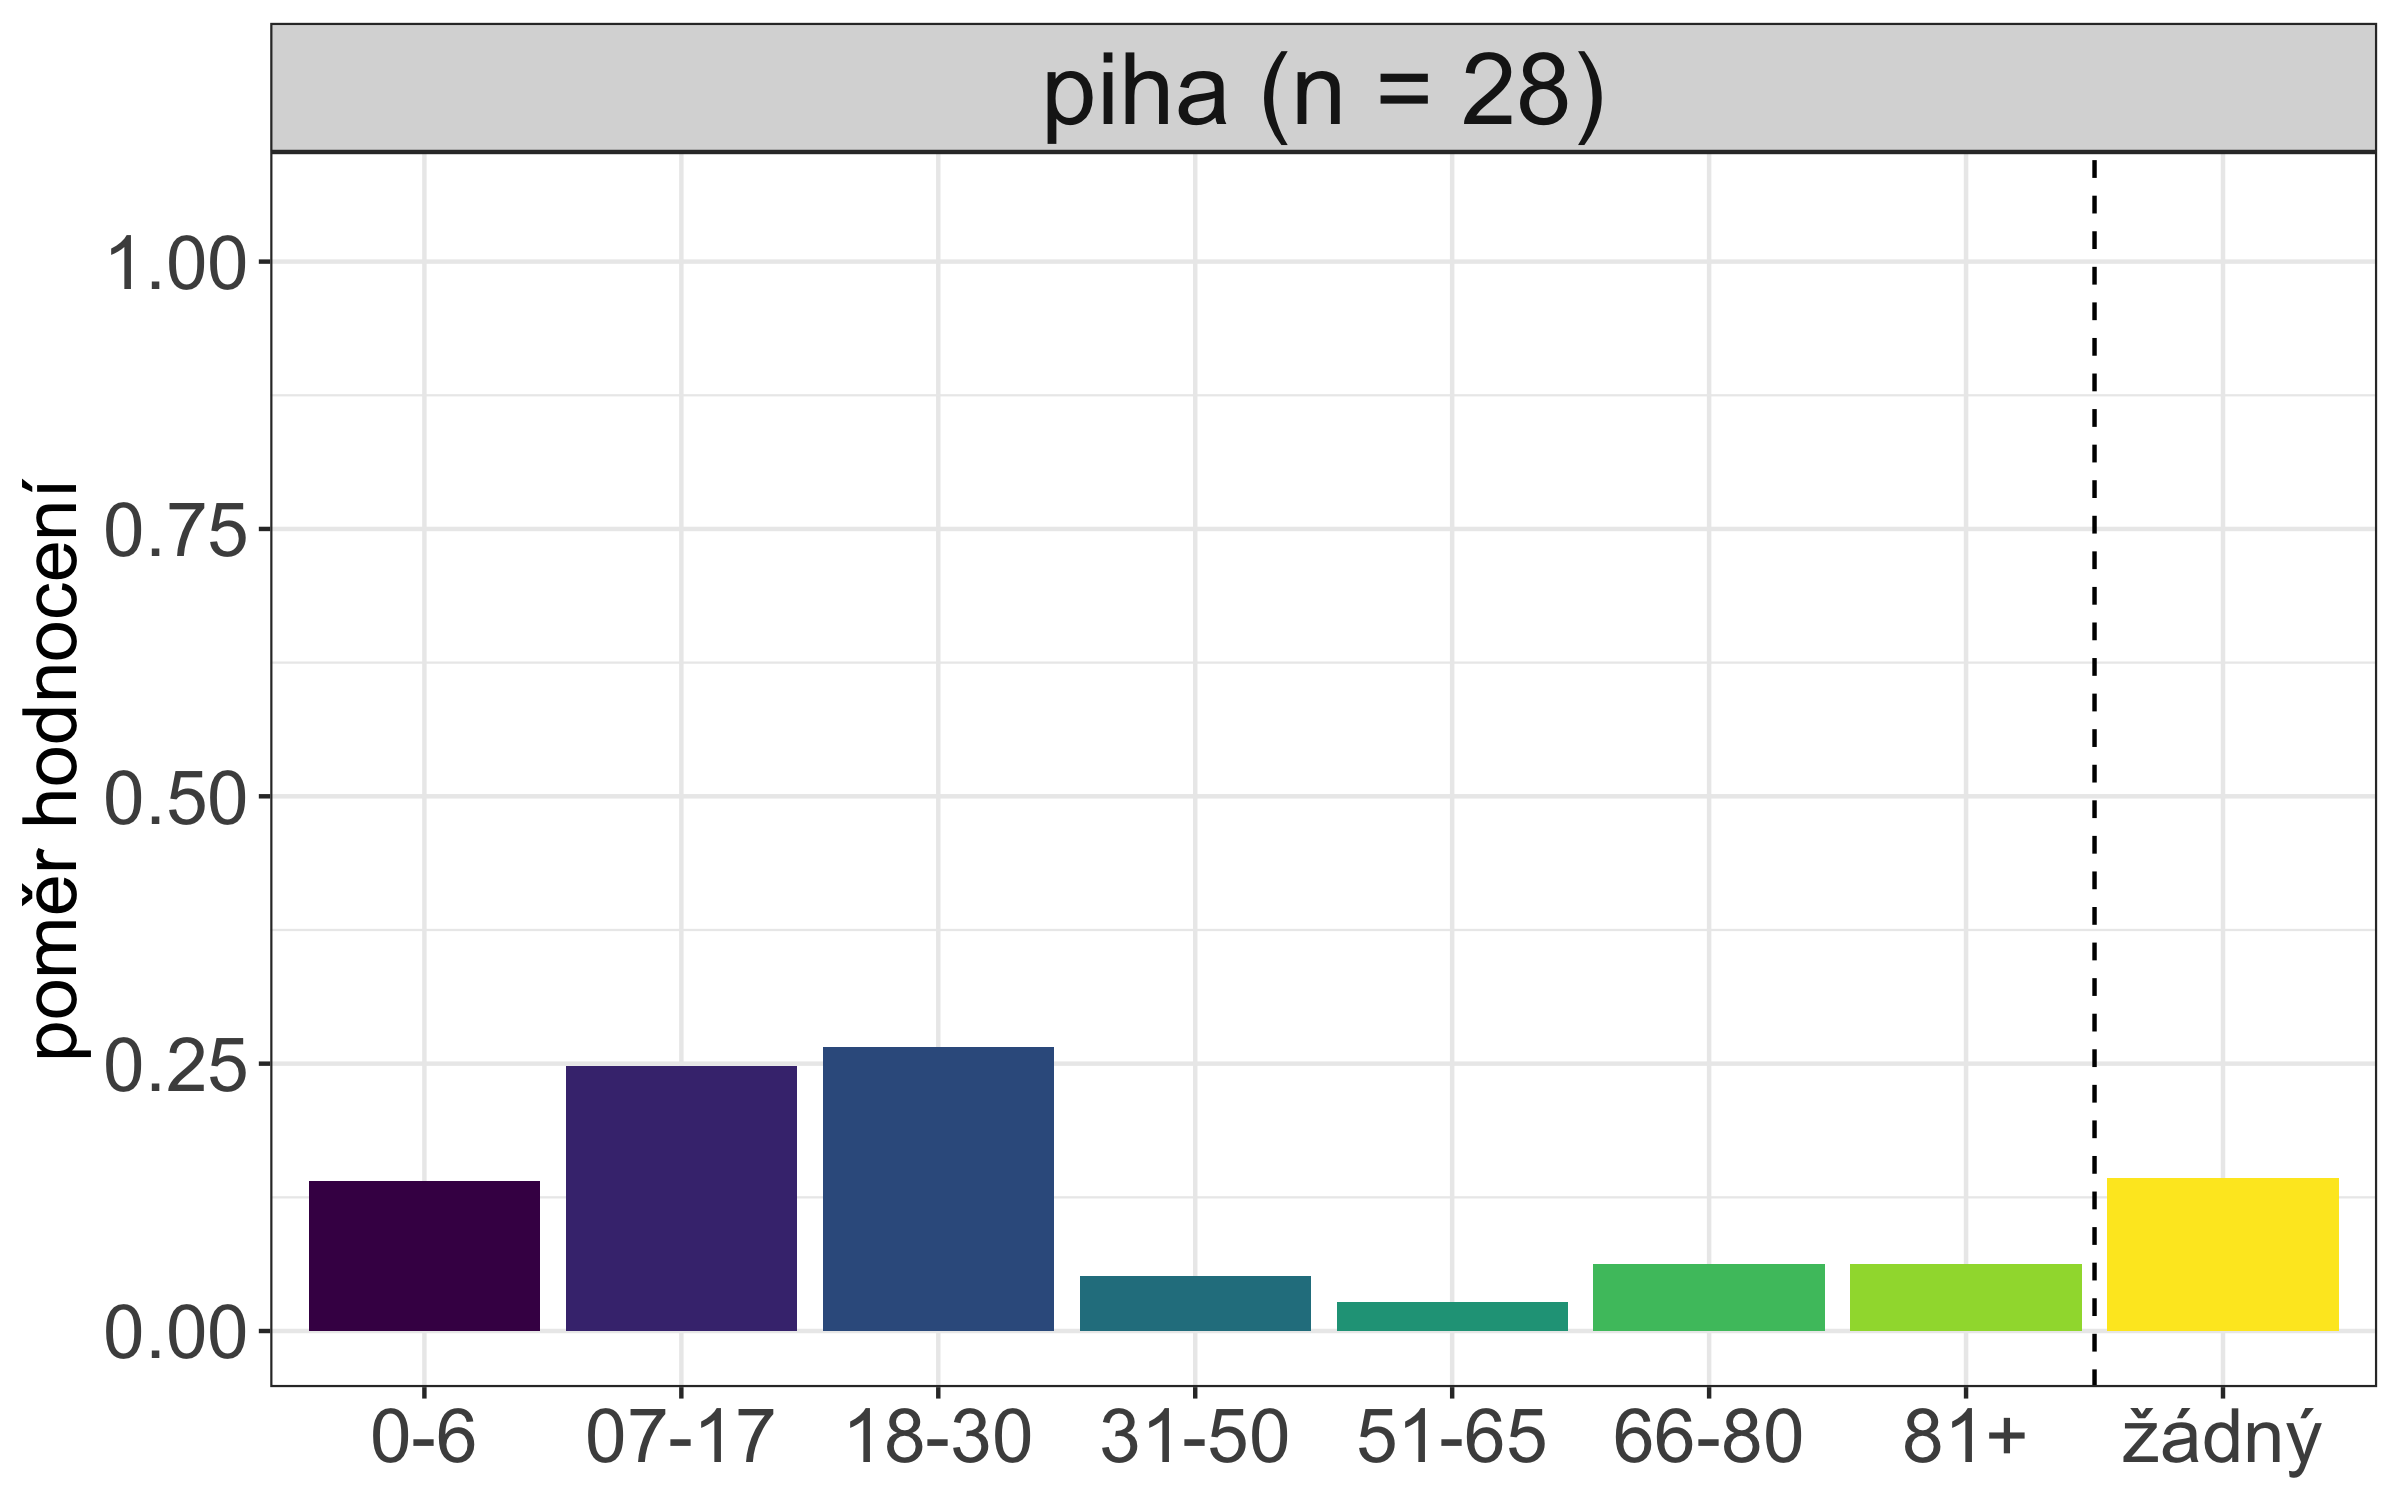 piha (n = 28)
poměr hodnocení
1.00
0.75
0.50
0.25
0.00
0-6 07-17 18-30 31-50 51-65 66-80 81+ žádný